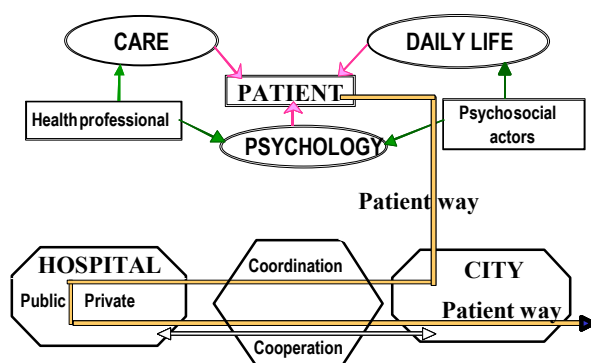 CARE
DAILY LIFE
PATIENT
Health professional
Psychosocial
actors
PSYCHOLOGY
Patient way
HOSPITAL
Coordination
CITY
Public
Private
Patient way
Cooperation